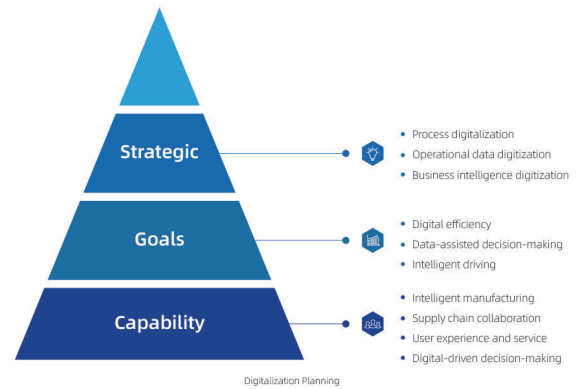 Strategic
Process digitalization
Operational data digitization
Business intelligence digitization
Goals
Digital efficiency
Data-assisted decision-making
Intelligent driving
Capability
Intelligent manufacturing
Supply chain collaboration
User experience and service
Digital-driven decision-making
Digitalization Planning